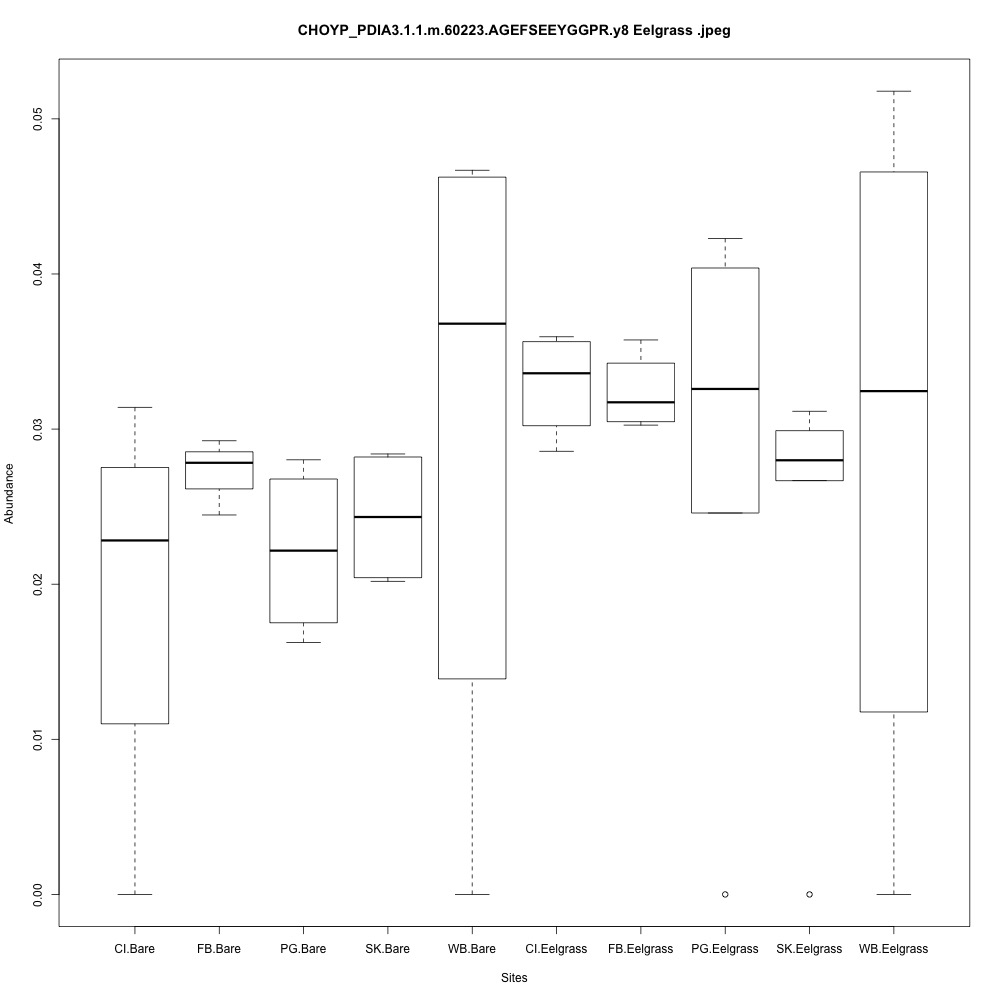 CHOYP_PDIA3.1.1.m.60223.AGEFSEEYGGPR.y8 Eelgrass .jpeg
Abundance
0.05
0.04
0.03
0.02
0.01
0.00
CI.Bare FB.Bare PG.Bare SK.Bare WB.Bare CI.Eelgrass FB.Eelgrass PG.Eelgrass SK.Eelgrass WB.Eelgrass
Sites